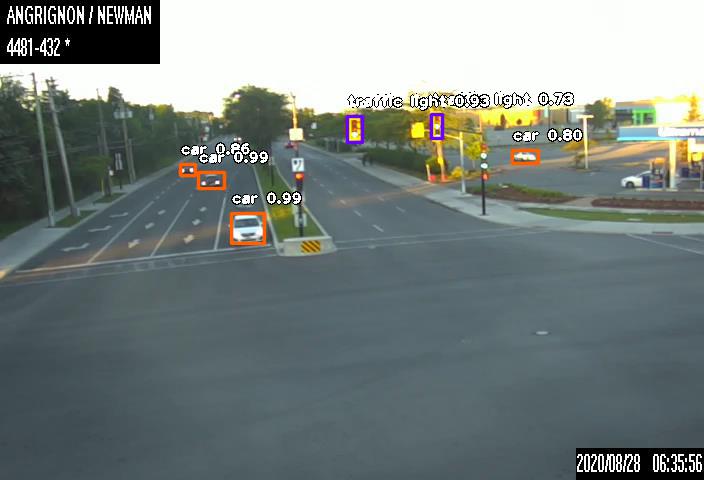 ANGRIGNON / NEWMAN
4481-432 *
traffic light 0.93
light 0.73
car 0.80
car 0.86
car 0.99
car 0.99
2020/08/28 06:35:56